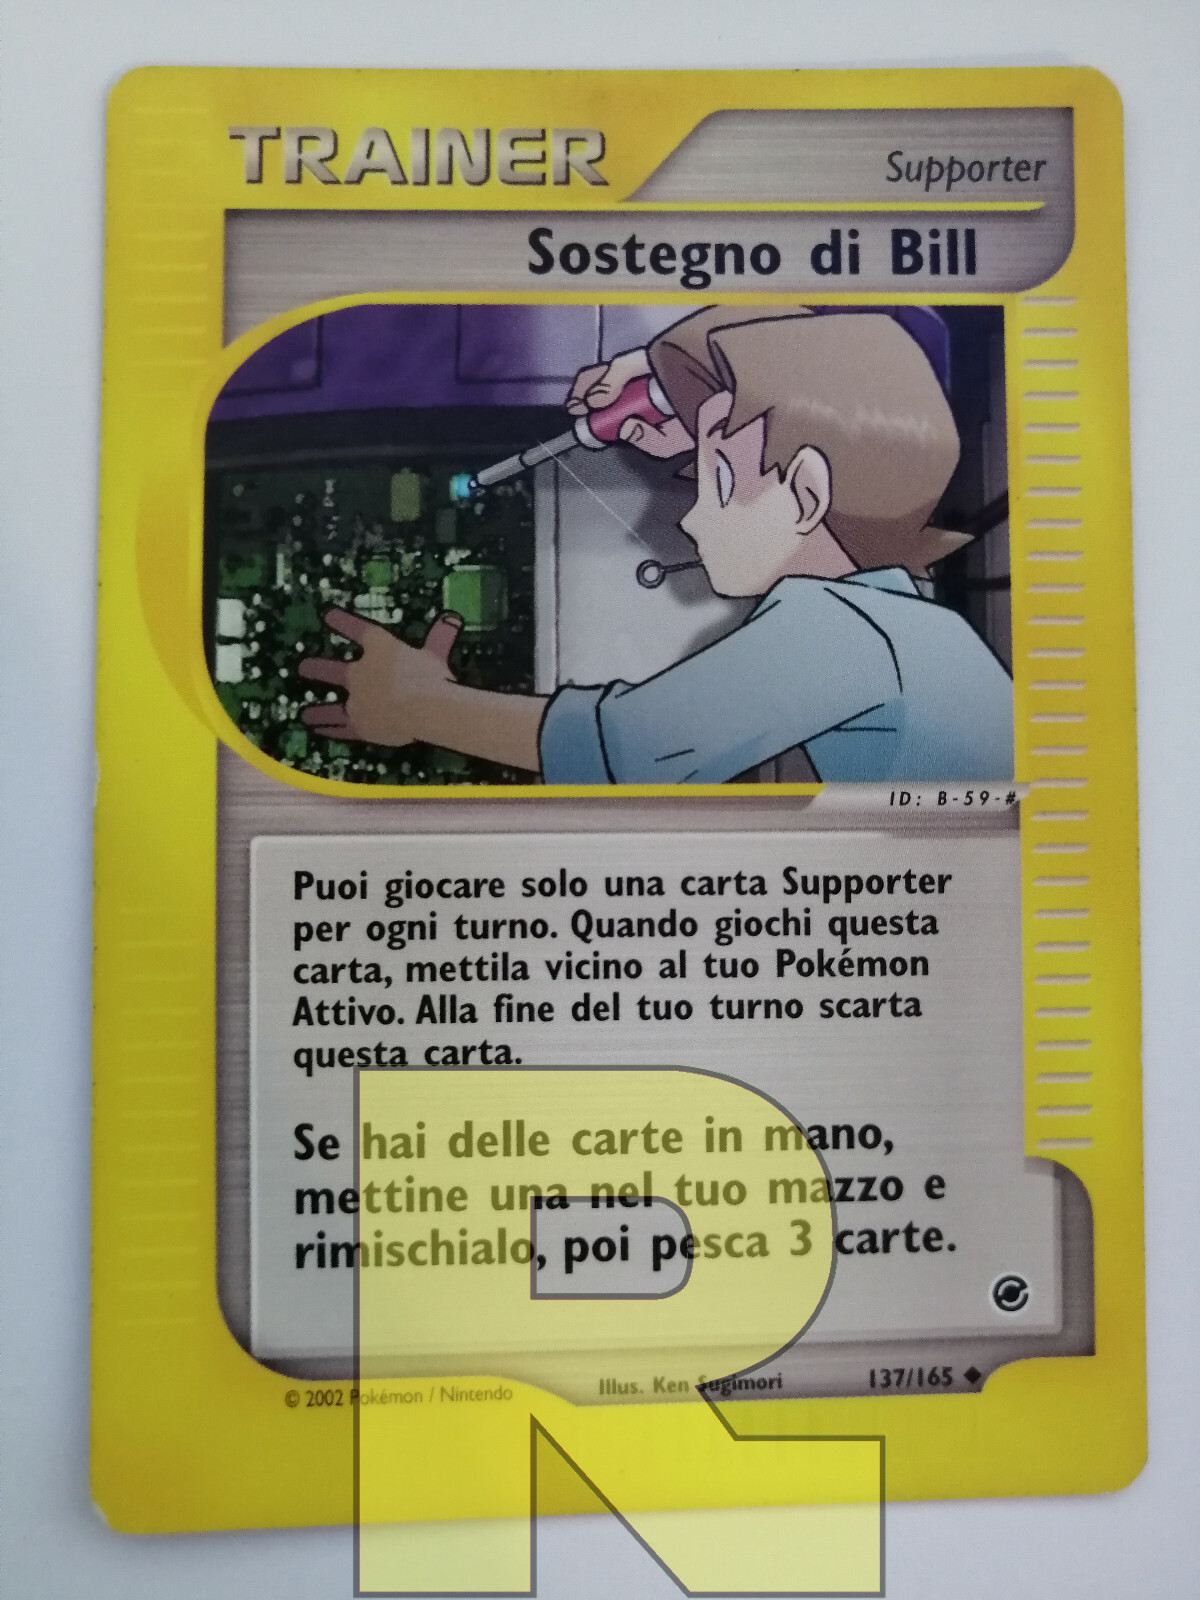 TRAINER
Supporter
Sostegno di Bill
ID: B-59-#
Puoi giocare solo una carta Supporter
per ogni turno. Quando giochi questa
carta, mettila vicino al tuo Pokémon
Attivo. Alla fine del tuo turno scarta
questa carta.
Se hai delle carte in mano,
mettine una nel tuo mazzo e
rimischialo, poi pesca 3 carte.
© 2002 Pokémon / Nintendo
Illus. Ken Sugimori
137/165
R